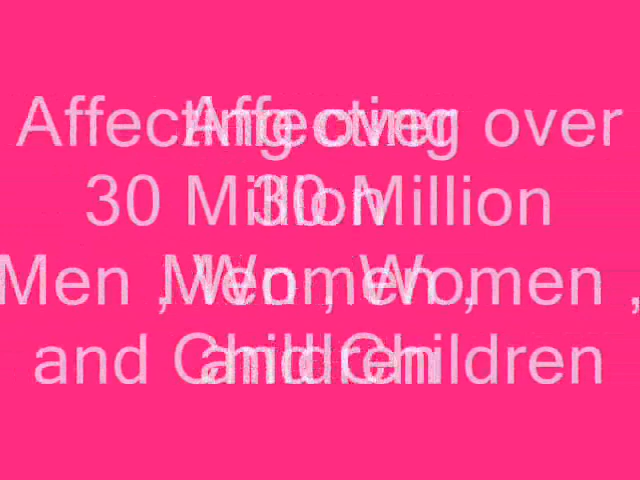 Affecting over
30 Million
Men , Women ,
and Children